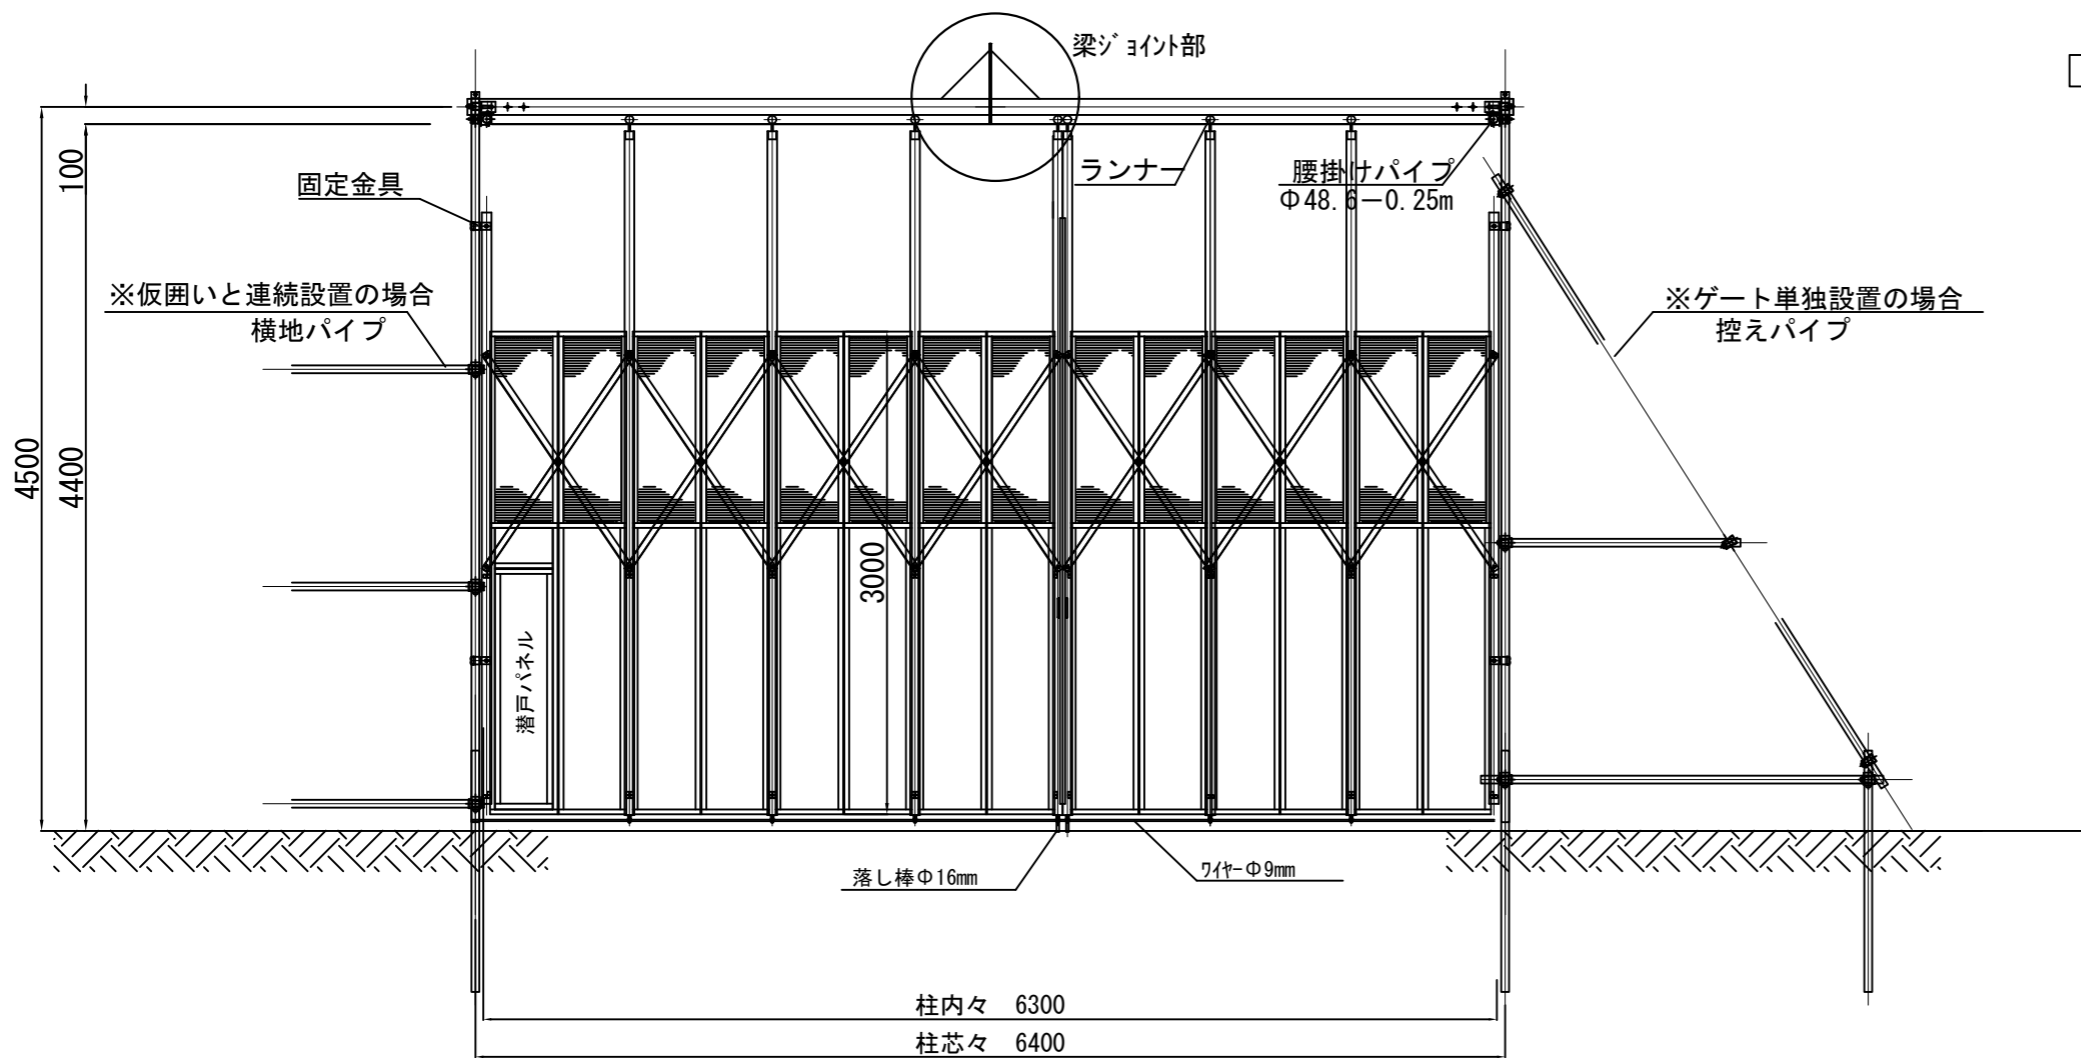 梁ジョイント部
100
固定金具
ランナー
腰掛けパイプ
Φ48.6－0.25m
※仮囲いと連続設置の場合
横地パイプ
※ゲート単独設置の場合
控えパイプ
4500
4400
3000
潜戸パネル
落し棒Φ16mm
ワイヤーΦ9mm
柱内々 6300
柱芯々 6400